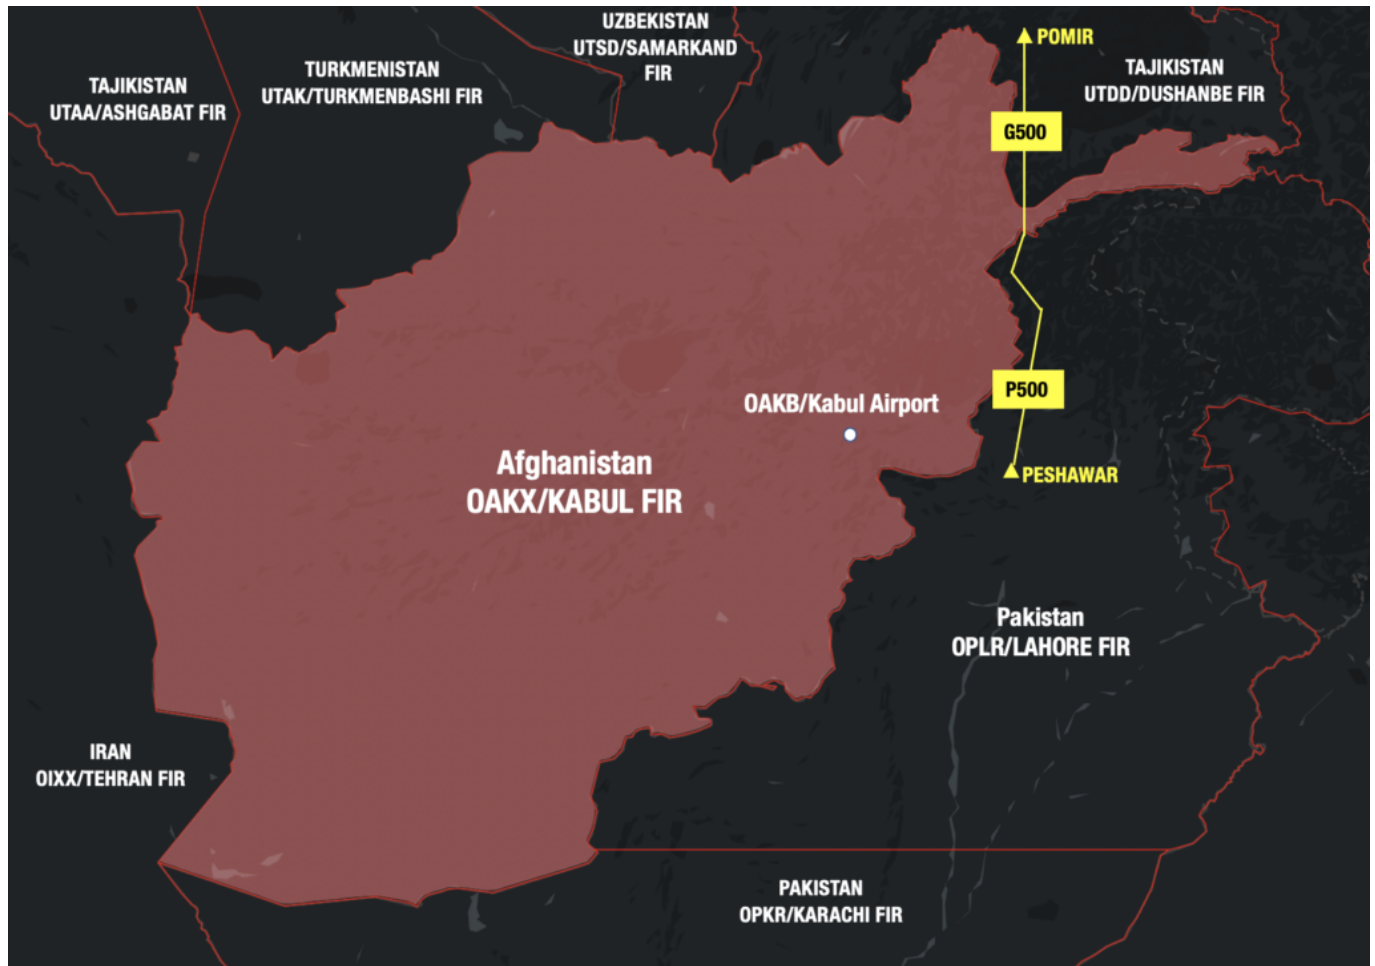 UZBEKISTAN
UTSD/SAMARKAND
FIR
POMIR
TAJIKISTAN
UTAA/ASHGABAT FIR
TURKMENISTAN
UTAK/TURKMENBASHI FIR
TAJIKISTAN
UTDD/DUSHANBE FIR
G500
P500
OAKB/Kabul Airport
Afghanistan
OAKX/KABUL FIR
PESHAWAR
Pakistan
OPLR/LAHORE FIR
IRAN
OIXX/TEHRAN FIR
PAKISTAN
OPKR/KARACHI FIR